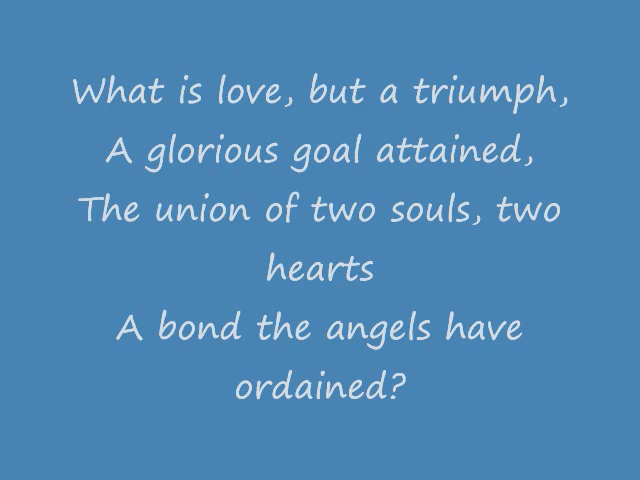 What is love, but a triumph,
A glorious goal attained,
The union of two souls, two
hearts
A bond the angels have
ordained?